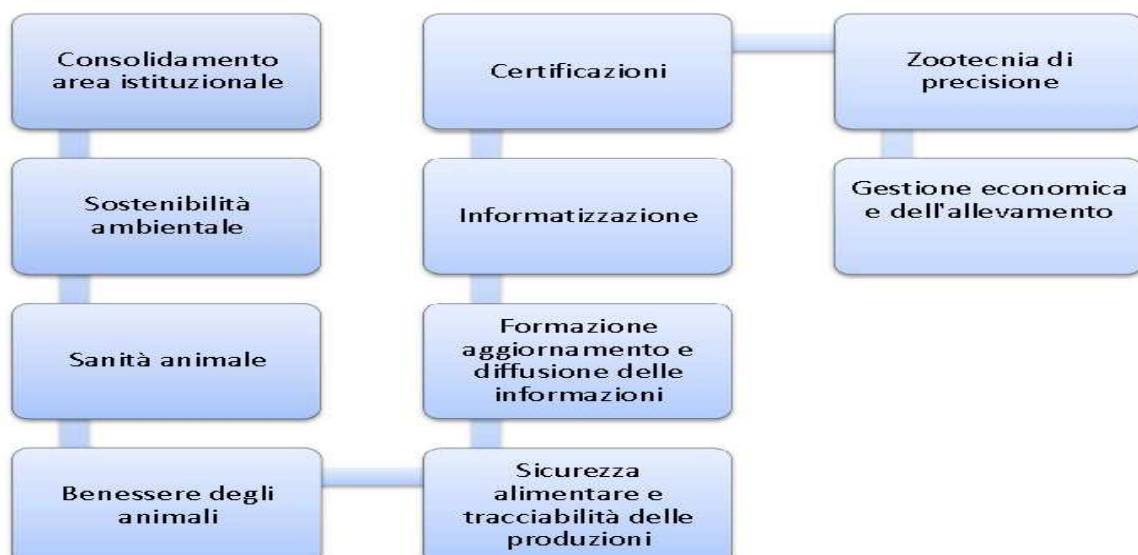 Consolidamento
area istituzionale
Sostenibilità
ambientale
Sanità animale
Benessere degli
animali
Sicurezza
alimentare e
tracciabilità delle
produzioni
Formazione
aggiornamento e
diffusione delle
informazioni
Informatizzazione
Certificazioni
Zootecnia di
precisione
Gestione economica
e dell'allevamento